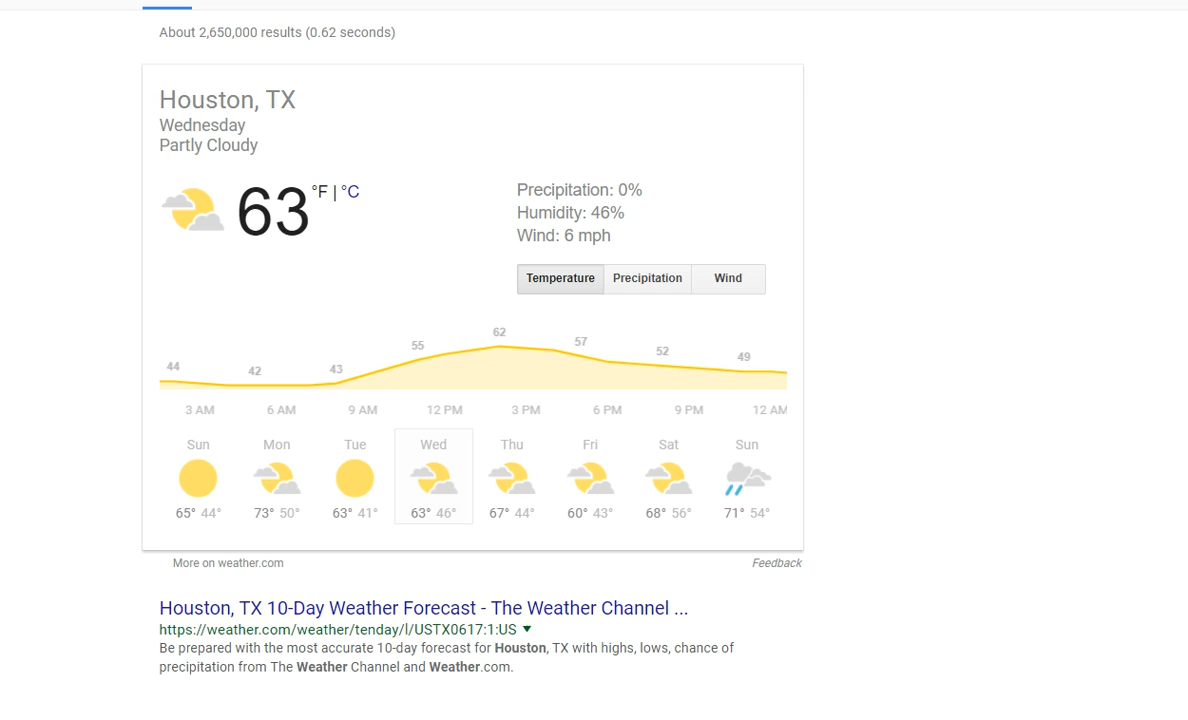 About 2,650,000 results (0.62 seconds)
Houston, TX
Wednesday
Partly Cloudy
63 °F | °C
Precipitation: 0%
Humidity: 46%
Wind: 6 mph
Temperature Precipitation Wind
44 42 43 55 62 57 52 49
3 AM 6 AM 9 AM 12 PM 3 PM 6 PM 9 PM 12 AM
Sun Mon Tue Wed Thu Fri Sat Sun
65° 44° 73° 50° 63° 41° 63° 46° 67° 44° 60° 43° 68° 56° 71° 54°
More on weather.com Feedback
Houston, TX 10-Day Weather Forecast - The Weather Channel ...
https://weather.com/weather/tenday/l/USTX0617:1:US
Be prepared with the most accurate 10-day forecast for Houston, TX with highs, lows, chance of
precipitation from The Weather Channel and Weather.com.